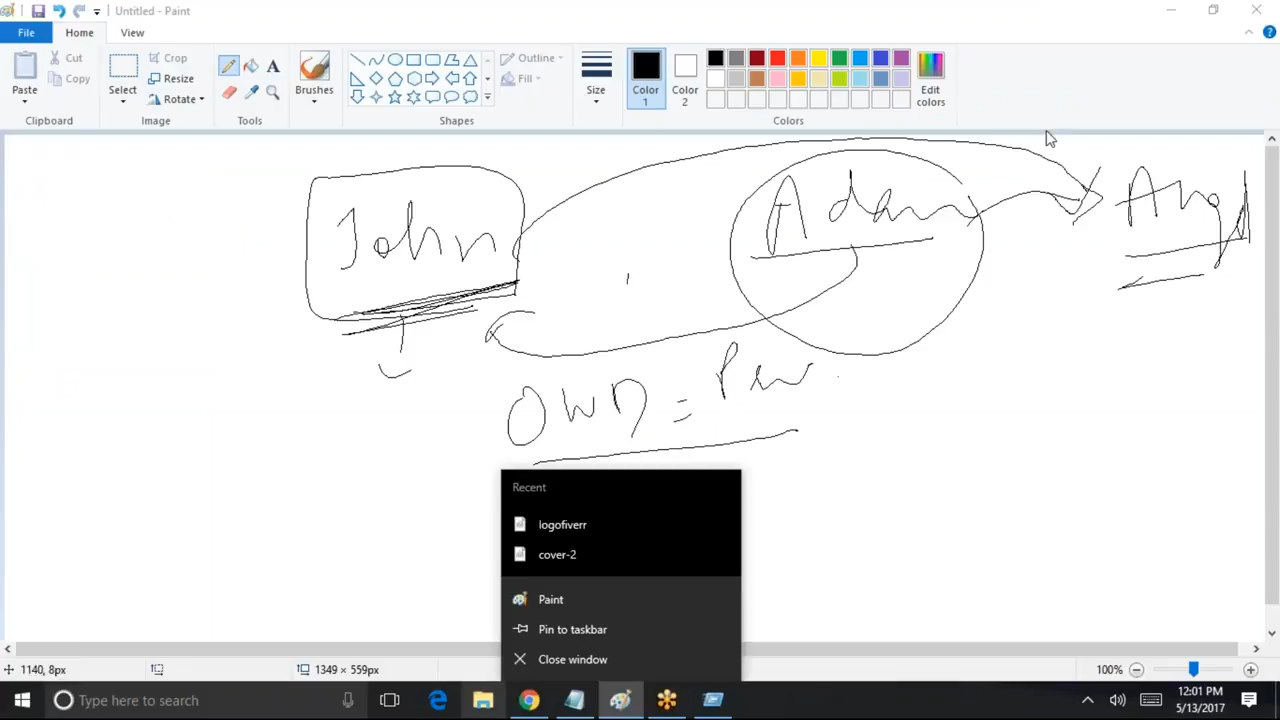 Untitled - Paint
File
Home
View
Paste
Cut
Copy
Clipboard
Select
Crop
Resize
Rotate
Image
A
Tools
Brushes
Outline
Fill
Shapes
Size
Color 1
Color 2
Edit colors
Colors
John
Adam
OWD =
Recent
logofiverr
cover-2
Paint
Pin to taskbar
Close window
1140, 8px
1349 × 559px
100%
Type here to search
12:01 PM
5/13/2017